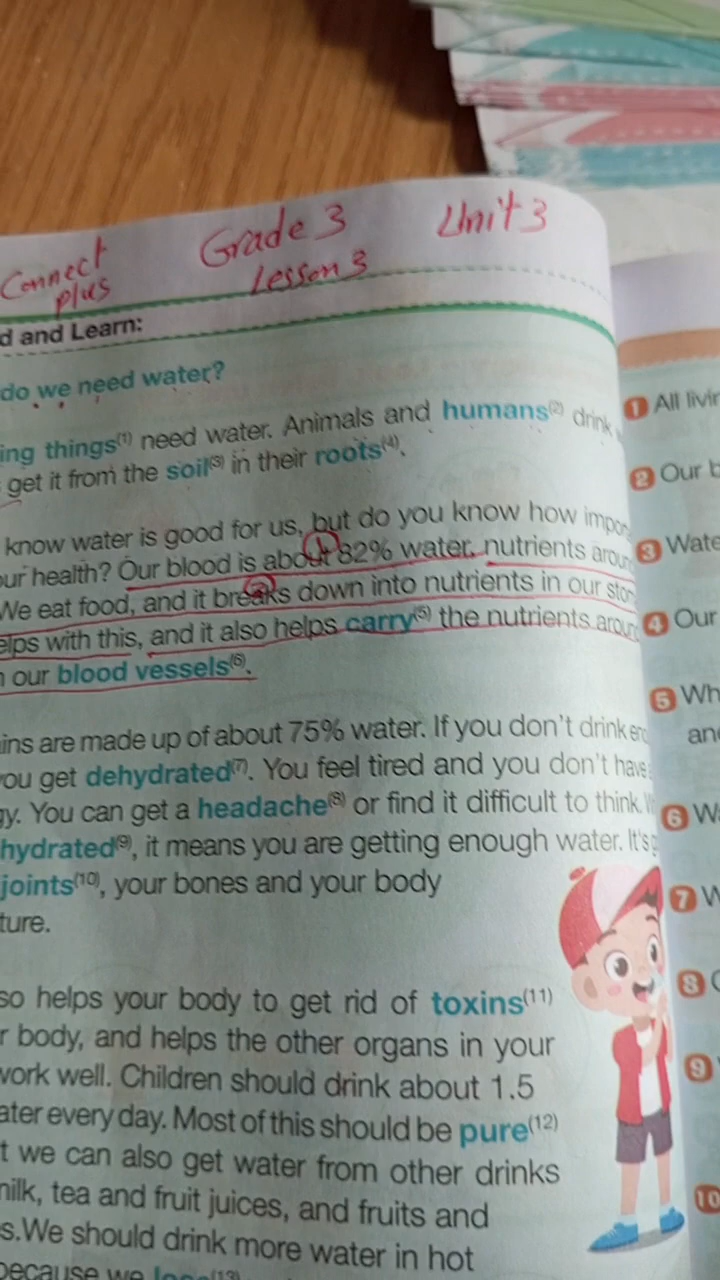 Connect plus
Grade 3
Lesson 3
Unit 3
d and Learn:
do we need water?
ing things(1) need water. Animals and humans(2) drink
get it from the soil(3) in their roots(4).
know water is good for us, but do you know how impor
ur health? Our blood is about 82% water, nutrients aroun
We eat food, and it breaks down into nutrients in our stom
elps with this, and it also helps carry(5) the nutrients aroun
n our blood vessels(6).
ins are made up of about 75% water. If you don't drink en
ou get dehydrated(7). You feel tired and you don't have
gy. You can get a headache(8) or find it difficult to think.
hydrated(9), it means you are getting enough water. It's g
joints(10), your bones and your body
ture.
so helps your body to get rid of toxins(11)
r body, and helps the other organs in your
work well. Children should drink about 1.5
ater every day. Most of this should be pure(12)
t we can also get water from other drinks
milk, tea and fruit juices, and fruits and
s. We should drink more water in hot
because we
1 All livin
2 Our b
3 Wate
4 Our
5 Wh
an
6 W
7 W
8
9
10